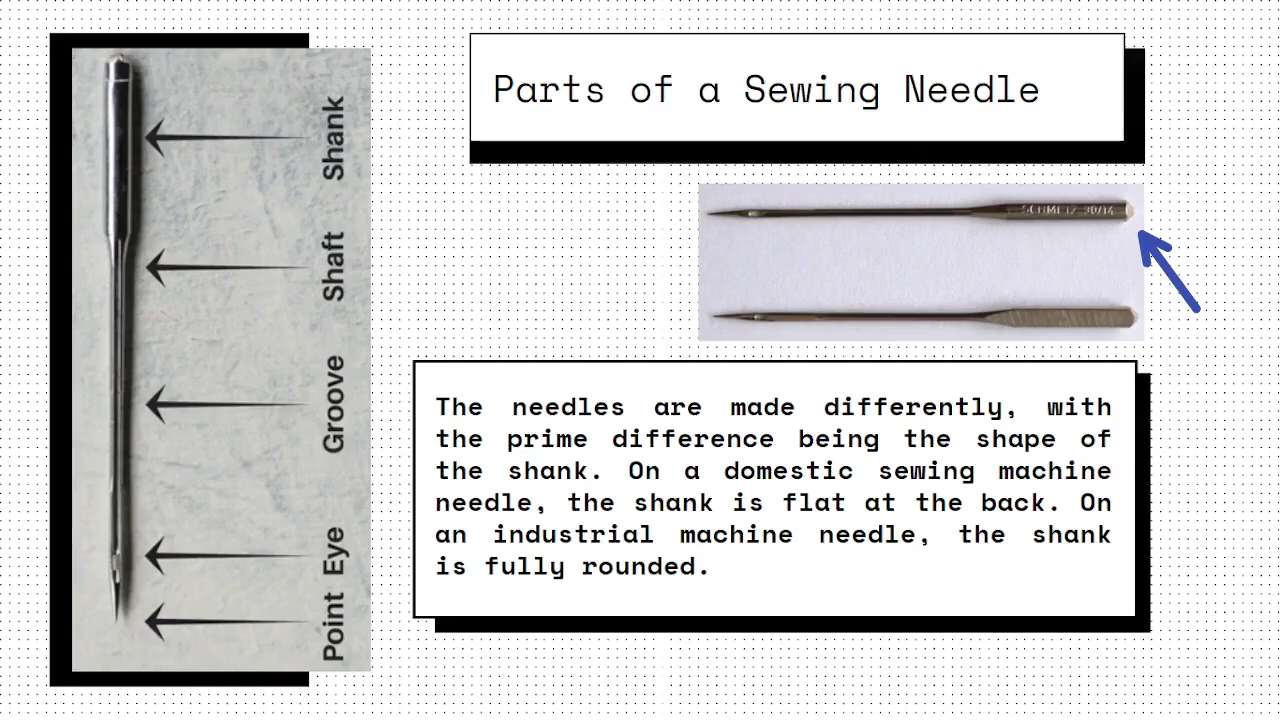 Parts of a Sewing Needle
Shank
Shaft
Groove
Eye
Point
SCHMETZ 90/14
The needles are made differently, with
the prime difference being the shape of
the shank. On a domestic sewing machine
needle, the shank is flat at the back. On
an industrial machine needle, the shank
is fully rounded.